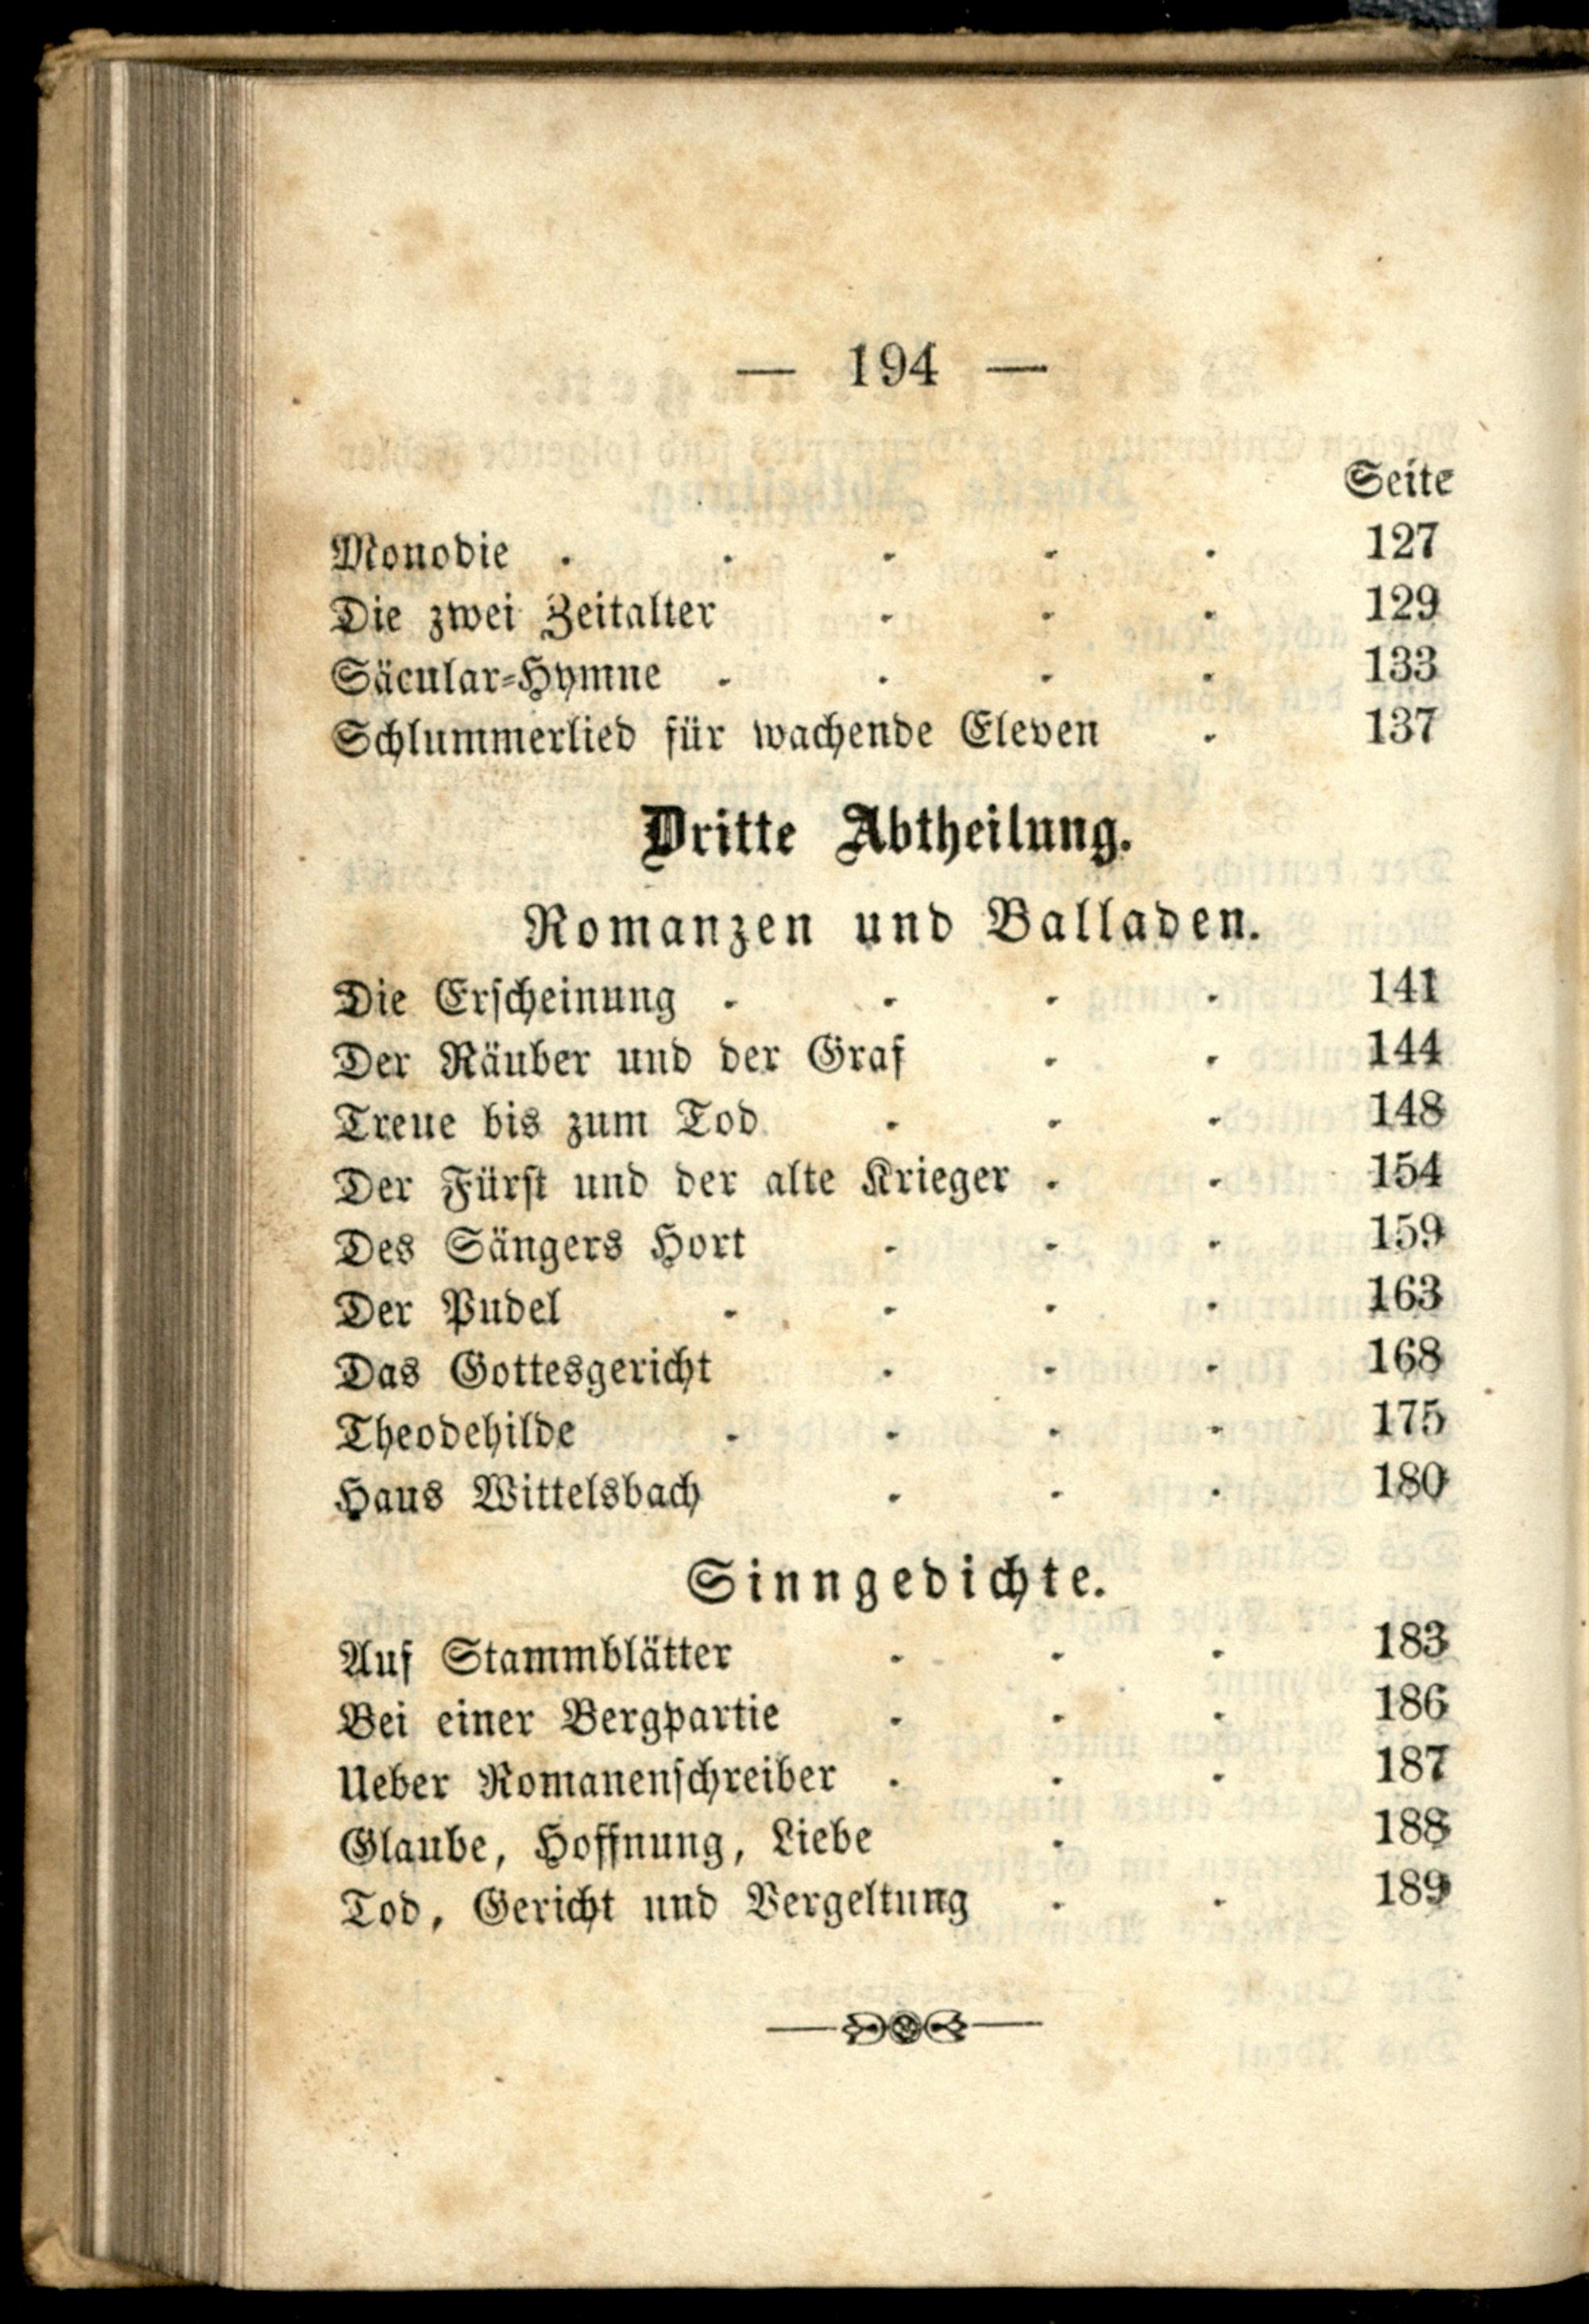 — 194 —
Seite
Monodie . . . . . 127
Die zwei Zeitalter . . . 129
Säcular-Hymne . . . . 133
Schlummerlied für wachende Eleven . 137
Dritte Abtheilung.
Romanzen und Balladen.
Die Erscheinung . . . . 141
Der Räuber und der Graf . . 144
Treue bis zum Tod . . . 148
Der Fürst und der alte Krieger . . 154
Des Sängers Hort . . . 159
Der Pudel . . . . 163
Das Gottesgericht . . . 168
Theodehilde . . . . 175
Haus Wittelsbach . . . 180
Sinngedichte.
Auf Stammblätter . . . 183
Bei einer Bergpartie . . . 186
Ueber Romanenschreiber . . . 187
Glaube, Hoffnung, Liebe . 188
Tod, Gericht und Vergeltung . . 189